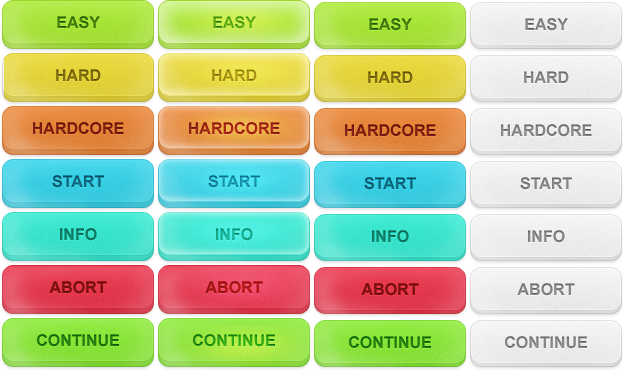 EASY EASY EASY EASY
HARD HARD HARD HARD
HARDCORE HARDCORE HARDCORE HARDCORE
START START START START
INFO INFO INFO INFO
ABORT ABORT ABORT ABORT
CONTINUE CONTINUE CONTINUE CONTINUE